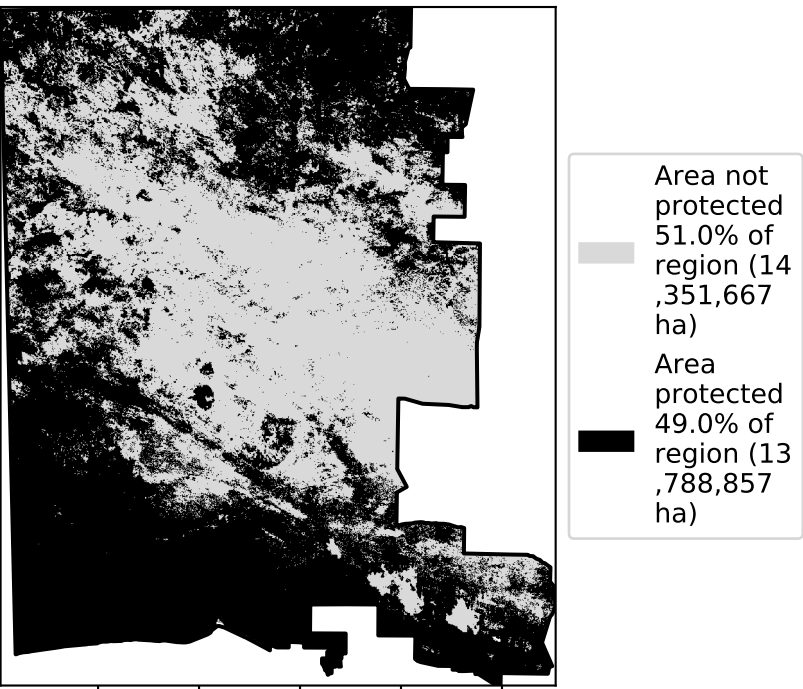 Area not
protected
51.0% of
region (14
,351,667
ha)
Area
protected
49.0% of
region (13
,788,857
ha)